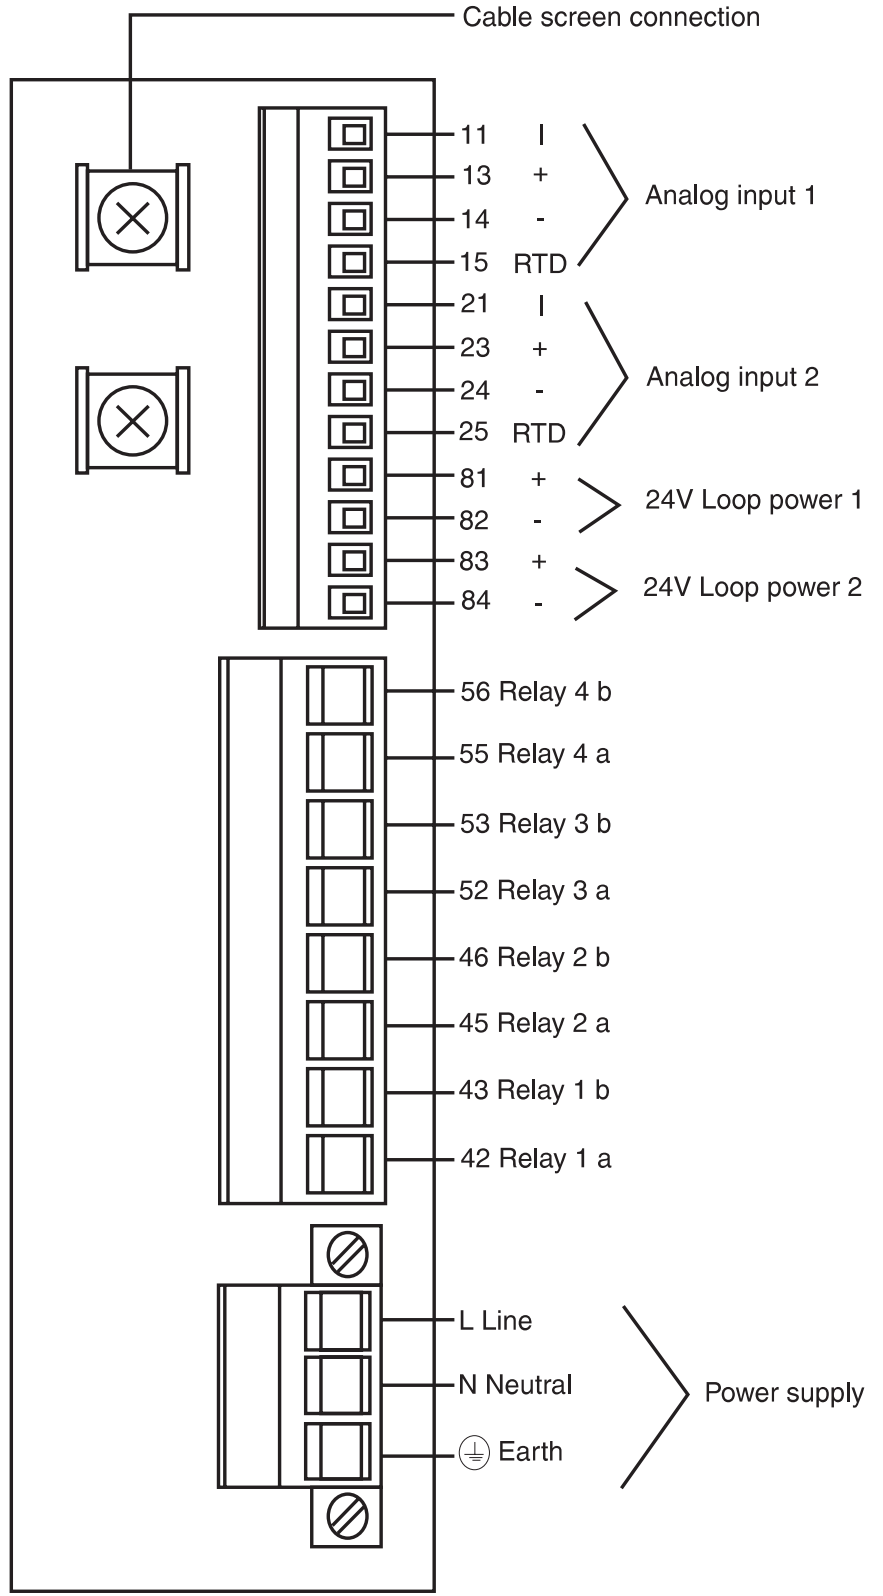 Cable screen connection
11 I
13 +
Analog input 1
14 -
15 RTD
21 I
23 +
Analog input 2
24 -
25 RTD
81 +
24V Loop power 1
82 -
83 +
24V Loop power 2
84 -
56 Relay 4 b
55 Relay 4 a
53 Relay 3 b
52 Relay 3 a
46 Relay 2 b
45 Relay 2 a
43 Relay 1 b
42 Relay 1 a
L Line
N Neutral
Power supply
Earth